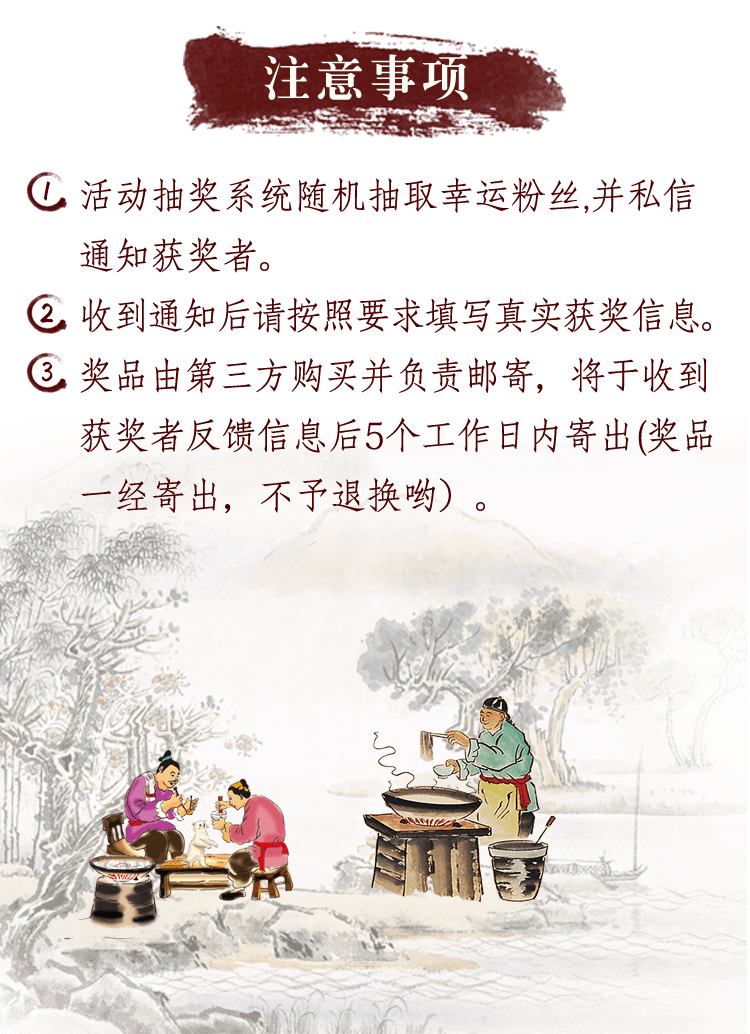 注意事项
1 活动抽奖系统随机抽取幸运粉丝,并私信
通知获奖者。
2 收到通知后请按照要求填写真实获奖信息。
3 奖品由第三方购买并负责邮寄，将于收到
获奖者反馈信息后5个工作日内寄出(奖品
一经寄出，不予退换哟）。